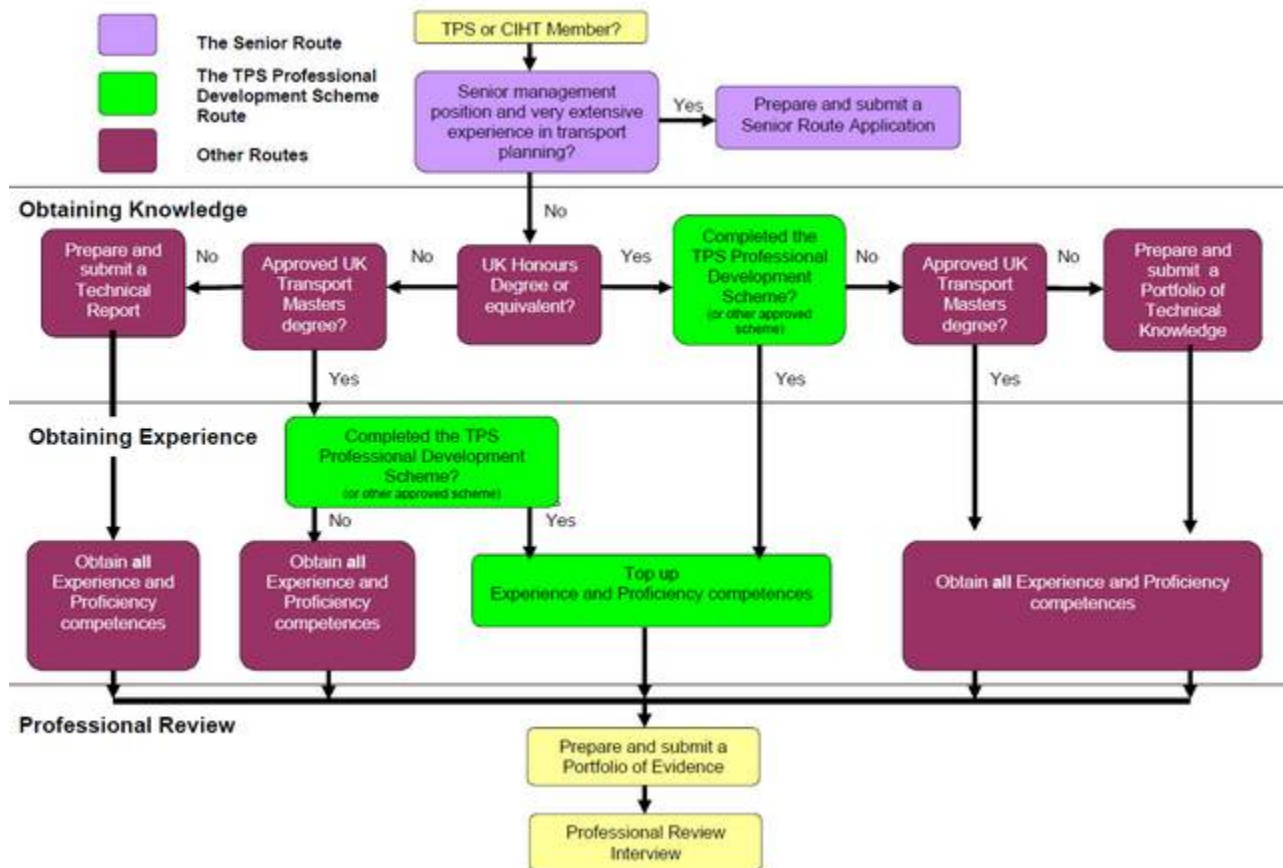 The Senior Route
The TPS Professional
Development Scheme
Route
Other Routes
TPS or CIHT Member?
Senior management
position and very extensive
experience in transport
planning?
Yes
Prepare and submit a
Senior Route Application
No
Obtaining Knowledge
Prepare and
submit a
Technical
Report
No
Approved UK
Transport
Masters
degree?
No
UK Honours
Degree or
equivalent?
Yes
Completed the
TPS Professional
Development
Scheme?
(or other approved
scheme)
No
Approved UK
Transport
Masters
degree?
No
Prepare and
submit a
Portfolio of
Technical
Knowledge
Yes
Yes
Yes
Obtaining Experience
Completed the TPS
Professional Development
Scheme?
(or other approved scheme)
No
Yes
Obtain all
Experience and
Proficiency
competences
Obtain all
Experience and
Proficiency
competences
Top up
Experience and Proficiency competences
Obtain all Experience and Proficiency
competences
Professional Review
Prepare and submit a
Portfolio of Evidence
Professional Review
Interview